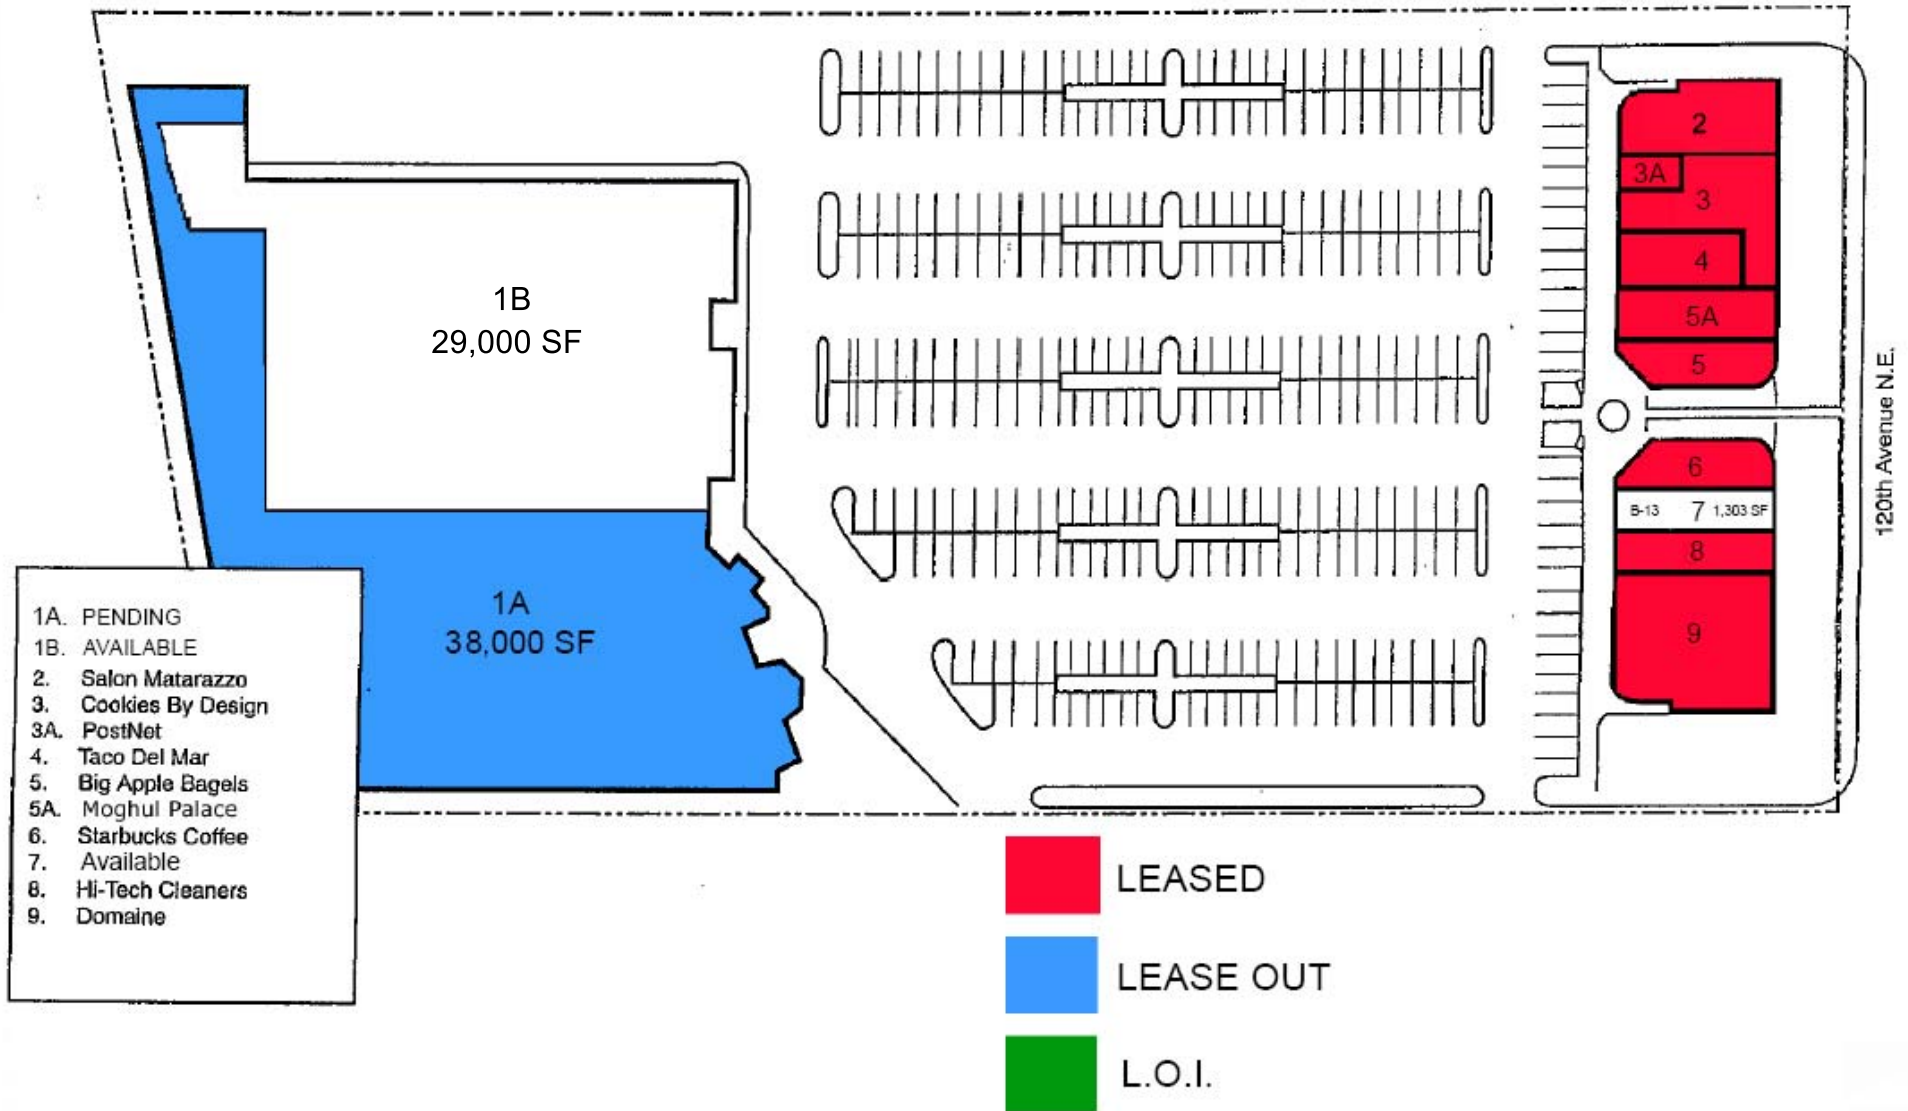 2
3A
3
4
5A
5
6
B-13 7 1,303 SF
8
9
120th Avenue N.E.
1B
29,000 SF
1A
38,000 SF
1A. PENDING
1B. AVAILABLE
2. Salon Matarazzo
3. Cookies By Design
3A. PostNet
4. Taco Del Mar
5. Big Apple Bagels
5A. Moghul Palace
6. Starbucks Coffee
7. Available
8. Hi-Tech Cleaners
9. Domaine
LEASED
LEASE OUT
L.O.I.